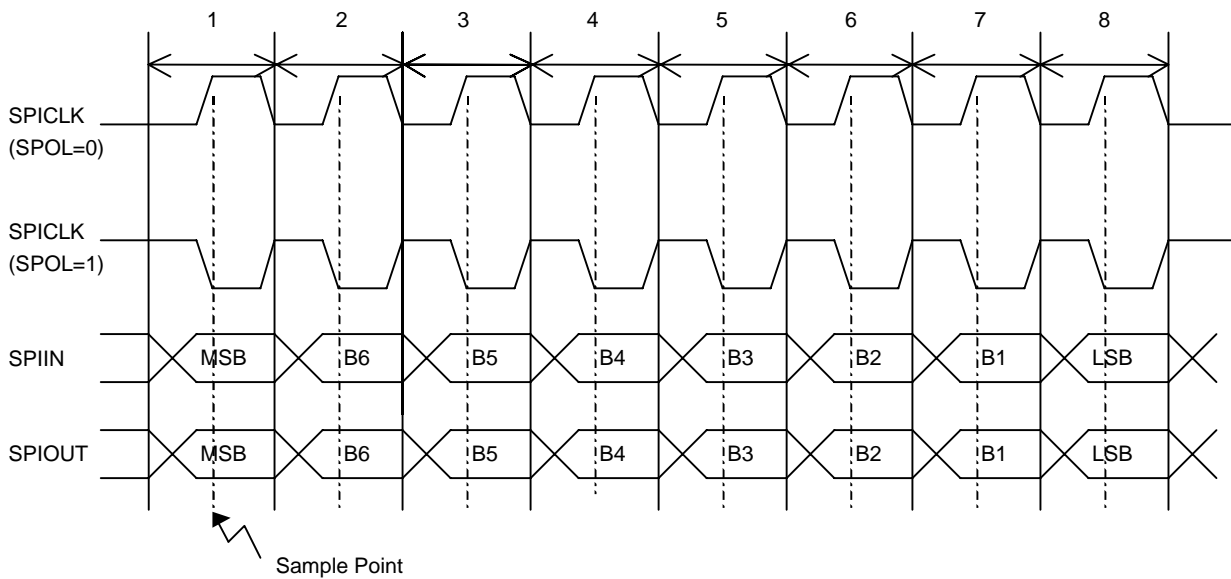 1 2 3 4 5 6 7 8
SPICLK
(SPOL=0)
SPICLK
(SPOL=1)
SPIIN MSB B6 B5 B4 B3 B2 B1 LSB
SPIOUT MSB B6 B5 B4 B3 B2 B1 LSB
Sample Point